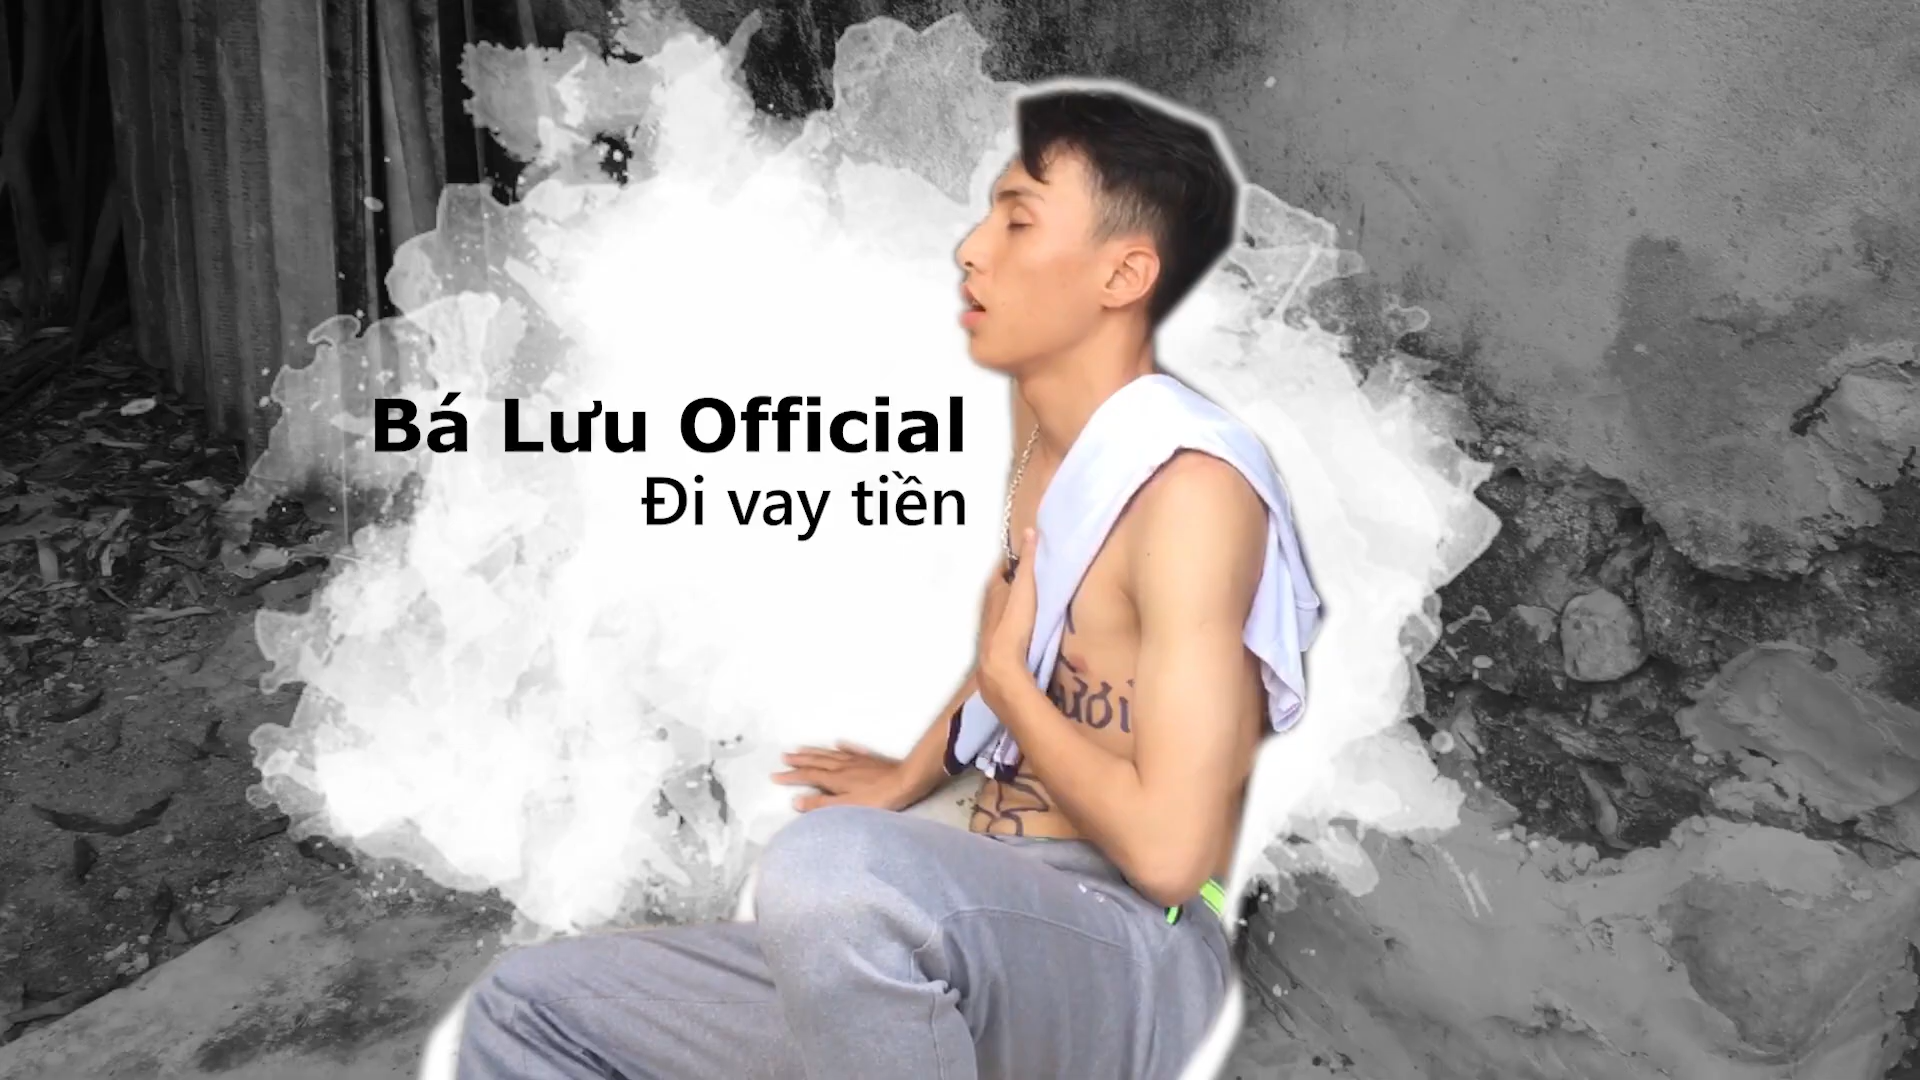 Bá Lưu Official
Đi vay tiền